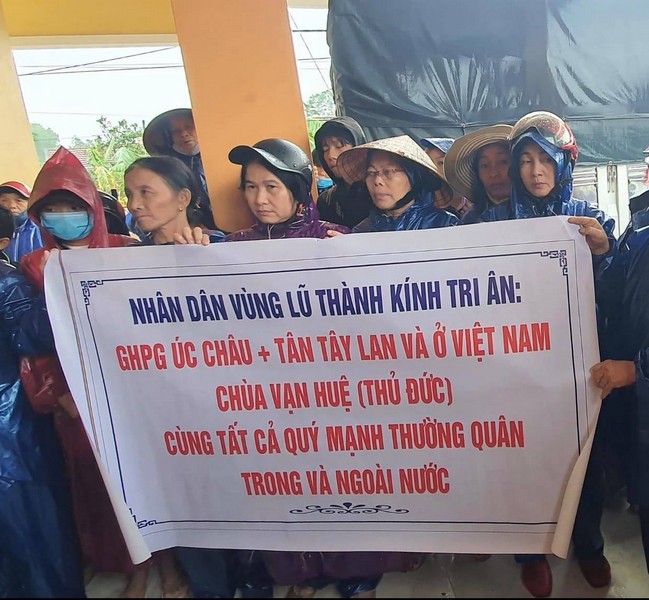 NHÂN DÂN VÙNG LŨ THÀNH KÍNH TRI ÂN:
GHPG ÚC CHÂU + TÂN TÂY LAN VÀ Ở VIỆT NAM
CHÙA VẠN HUỆ (THỦ ĐỨC)
CÙNG TẤT CẢ QUÝ MẠNH THƯỜNG QUÂN
TRONG VÀ NGOÀI NƯỚC